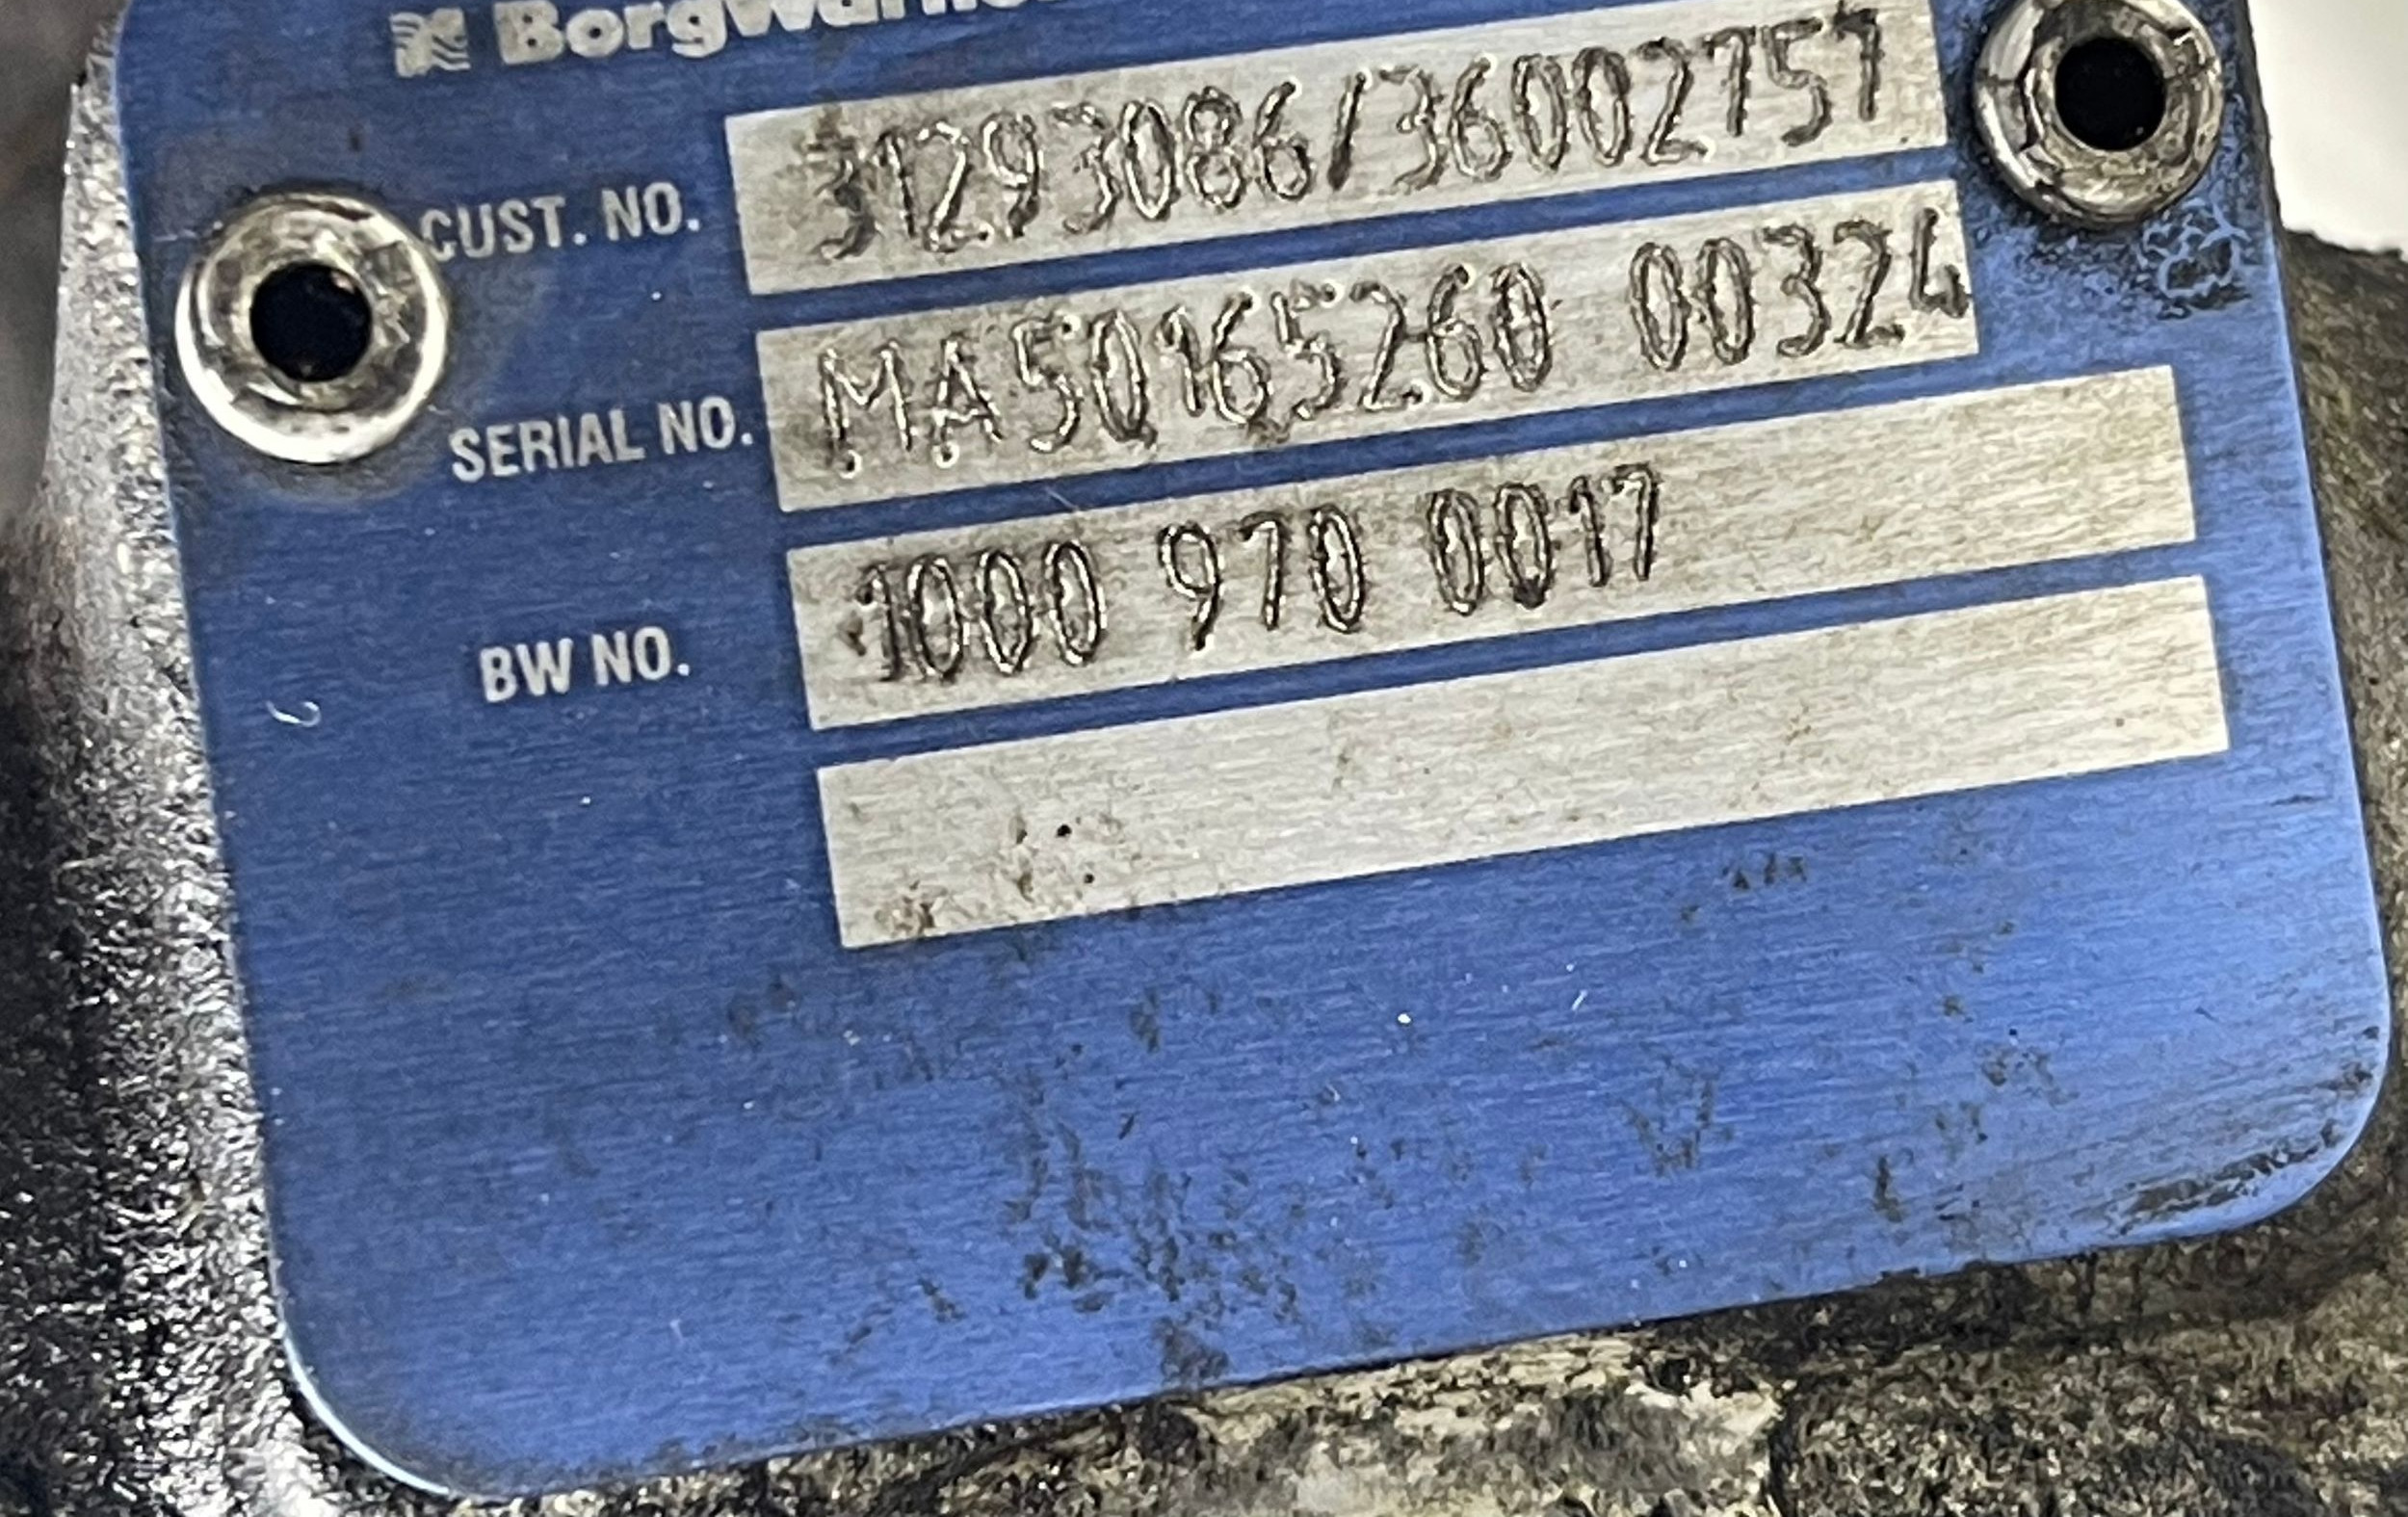 BorgWarner
CUST. NO. 31293086/36002757
SERIAL NO. MA50165260 00324
BW NO. 1000 970 0017